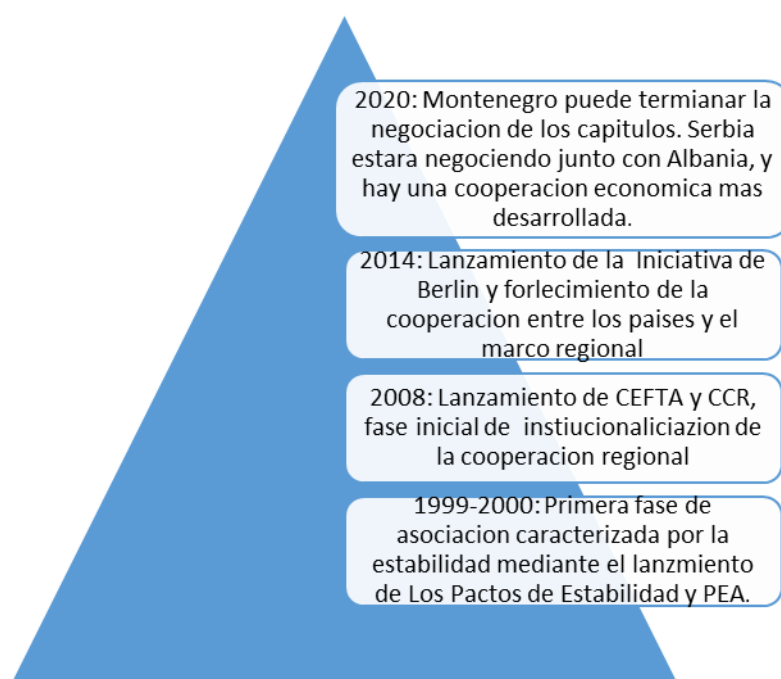 2020: Montenegro puede termianar la
negociacion de los capitulos. Serbia
estara negociendo junto con Albania, y
hay una cooperacion economica mas
desarrollada.
2014: Lanzamiento de la  Iniciativa de
Berlin y forlecimiento de la
cooperacion entre los paises y el
marco regional
2008: Lanzamiento de CEFTA y CCR,
fase inicial de  instiucionaliciazion de
la cooperacion regional
1999-2000: Primera fase de
asociacion caracterizada por la
estabilidad mediante el lanzmiento
de Los Pactos de Estabilidad y PEA.